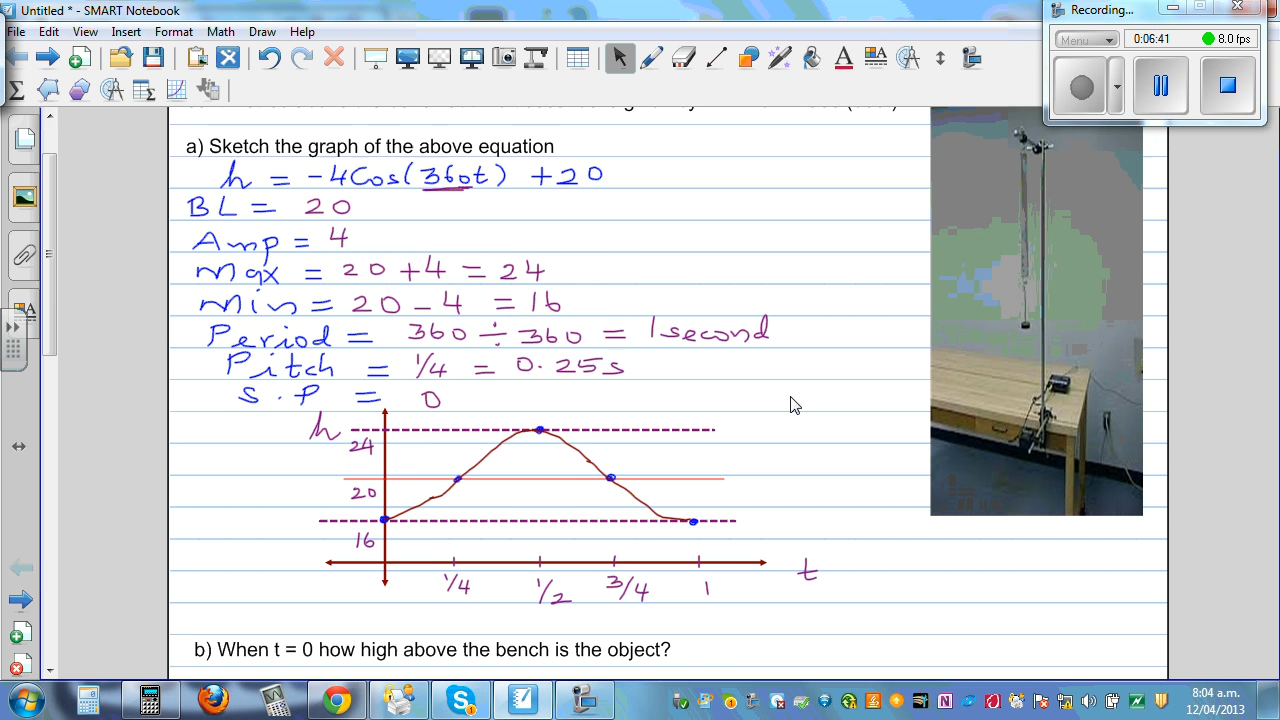 Untitled * - SMART Notebook
Recording...
File Edit View Insert Format Math Draw Help
Menu 0:06:41 8.0 fps
a) Sketch the graph of the above equation
h = -4Cos(360t) +20
BL = 20
Amp = 4
Max = 20 +4 = 24
Min = 20 - 4 = 16
Period = 360 ÷ 360 = 1second
Pitch = 1/4 = 0.25s
S.P = 0
h
24
20
16
1/4 1/2 3/4 1 t
b) When t = 0 how high above the bench is the object?
8:04 a.m.
12/04/2013